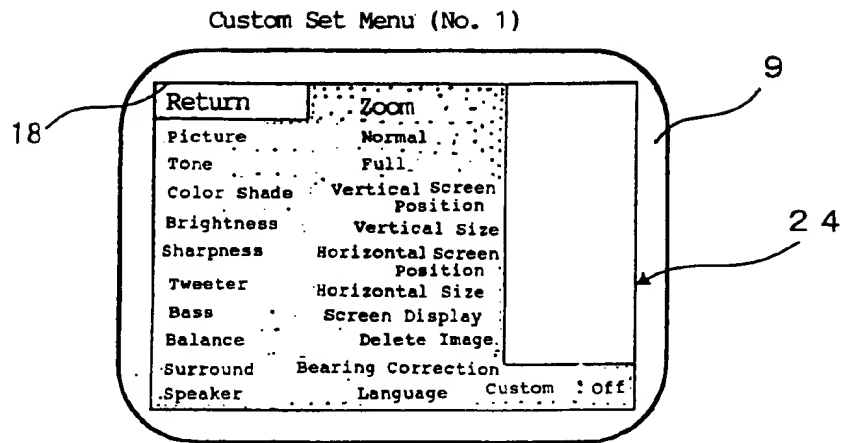 Custom Set Menu (No. 1)
9
18
Return Zoom
Picture Normal
Tone Full
Color Shade Vertical Screen
Position
Brightness Vertical Size
Sharpness Horizontal Screen
Position
Tweeter Horizontal Size
Bass Screen Display
Balance Delete Image
Surround Bearing Correction
Speaker Language Custom : Off
24